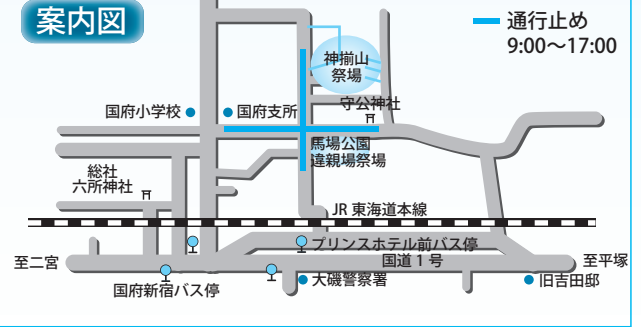 案内図
通行止め
9:00～17:00
神揃山
祭場
守公神社
国府小学校
国府支所
馬場公園
違親場祭場
総社
六所神社
JR 東海道本線
プリンスホテル前バス停
国道 1 号
至二宮
至平塚
国府新宿バス停
大磯警察署
旧吉田邸